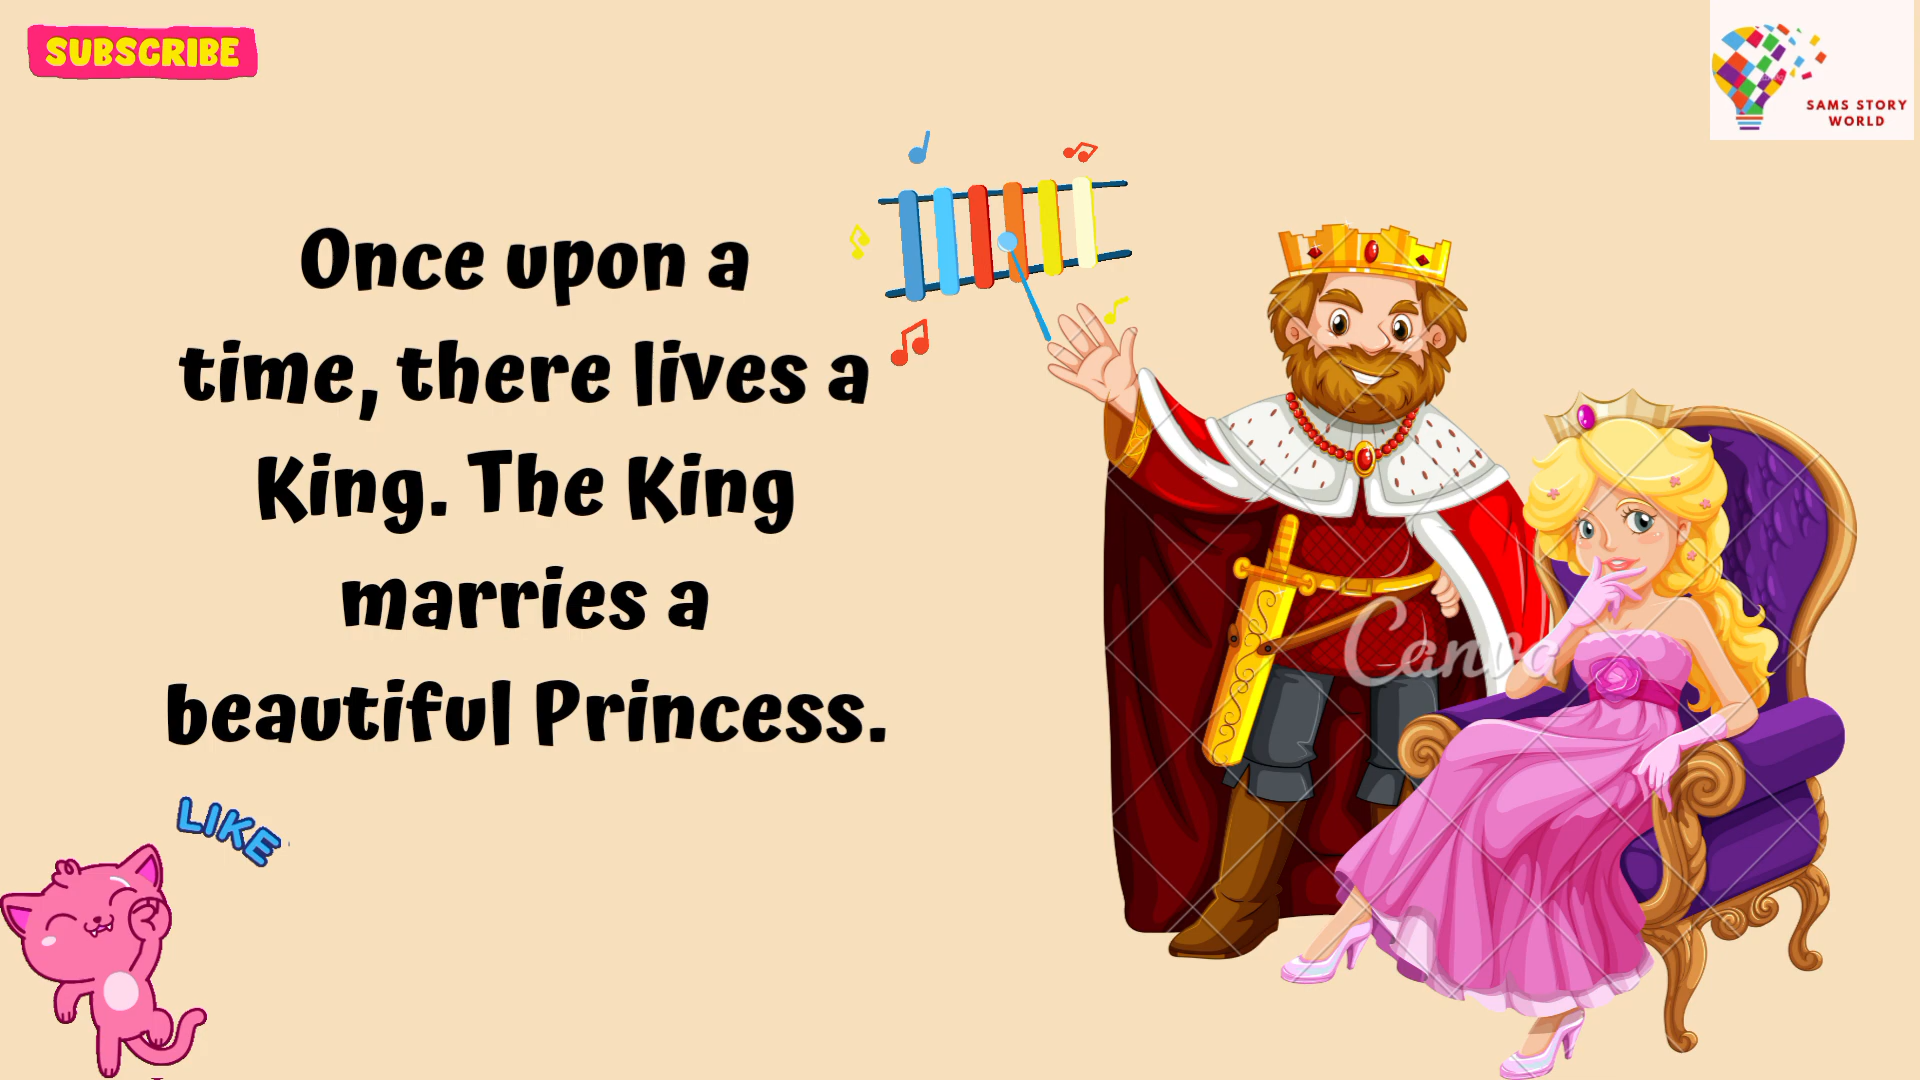 SUBSCRIBE
SAMS STORY
WORLD
Once upon a
time, there lives a
King. The King
marries a
beautiful Princess.
Canva
LIKE